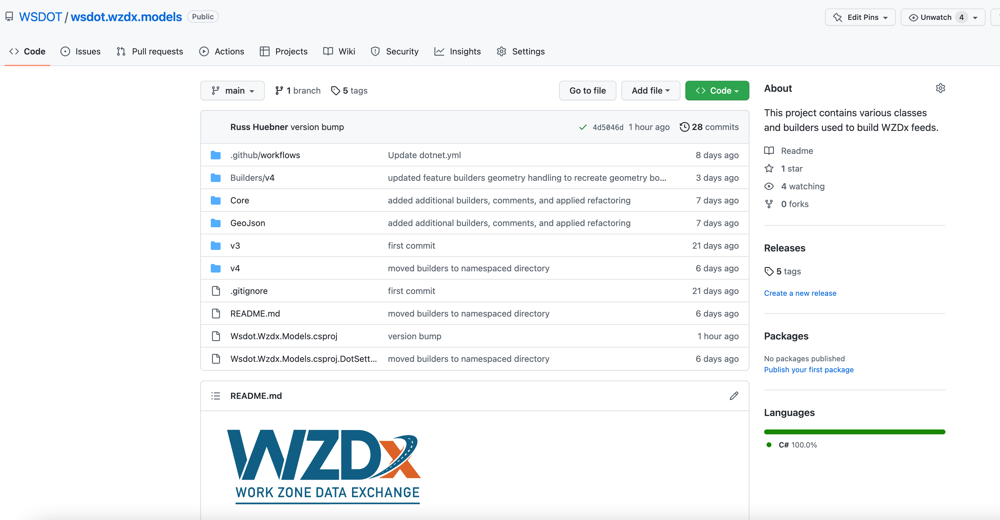 WSDOT / wsdot.wzdx.models Public
Edit Pins
Unwatch 4
Code
Issues
Pull requests
Actions
Projects
Wiki
Security
Insights
Settings
main
1 branch
5 tags
Go to file
Add file
Code
Russ Huebner version bump
4d5046d 1 hour ago
28 commits
.github/workflows Update dotnet.yml 8 days ago
Builders/v4 updated feature builders geometry handling to recreate geometry bo... 3 days ago
Core added additional builders, comments, and applied refactoring 7 days ago
GeoJson added additional builders, comments, and applied refactoring 7 days ago
v3 first commit 21 days ago
v4 moved builders to namespaced directory 6 days ago
.gitignore first commit 21 days ago
README.md moved builders to namespaced directory 6 days ago
Wsdot.Wzdx.Models.csproj version bump 1 hour ago
Wsdot.Wzdx.Models.csproj.DotSett... moved builders to namespaced directory 6 days ago
README.md
WZDx
WORK ZONE DATA EXCHANGE
About
This project contains various classes
and builders used to build WZDx feeds.
Readme
1 star
4 watching
0 forks
Releases
5 tags
Create a new release
Packages
No packages published
Publish your first package
Languages
C# 100.0%